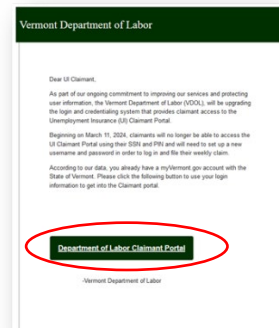 Vermont Department of Labor
Dear UI Claimant,
As part of our ongoing commitment to improving our services and protecting
user information, the Vermont Department of Labor (VDOL), will be upgrading
the login and credentialing system that provides claimant access to the
Unemployment Insurance (UI) Claimant Portal.
Beginning on March 11, 2024, claimants will no longer be able to access the
UI Claimant Portal using their SSN and PIN and will need to set up a new
username and password in order to log in and file their weekly claim.
According to our data, you already have a myVermont.gov account with the
State of Vermont. Please click the following button to use your login
information to get into the Claimant portal.
Department of Labor Claimant Portal
-Vermont Department of Labor